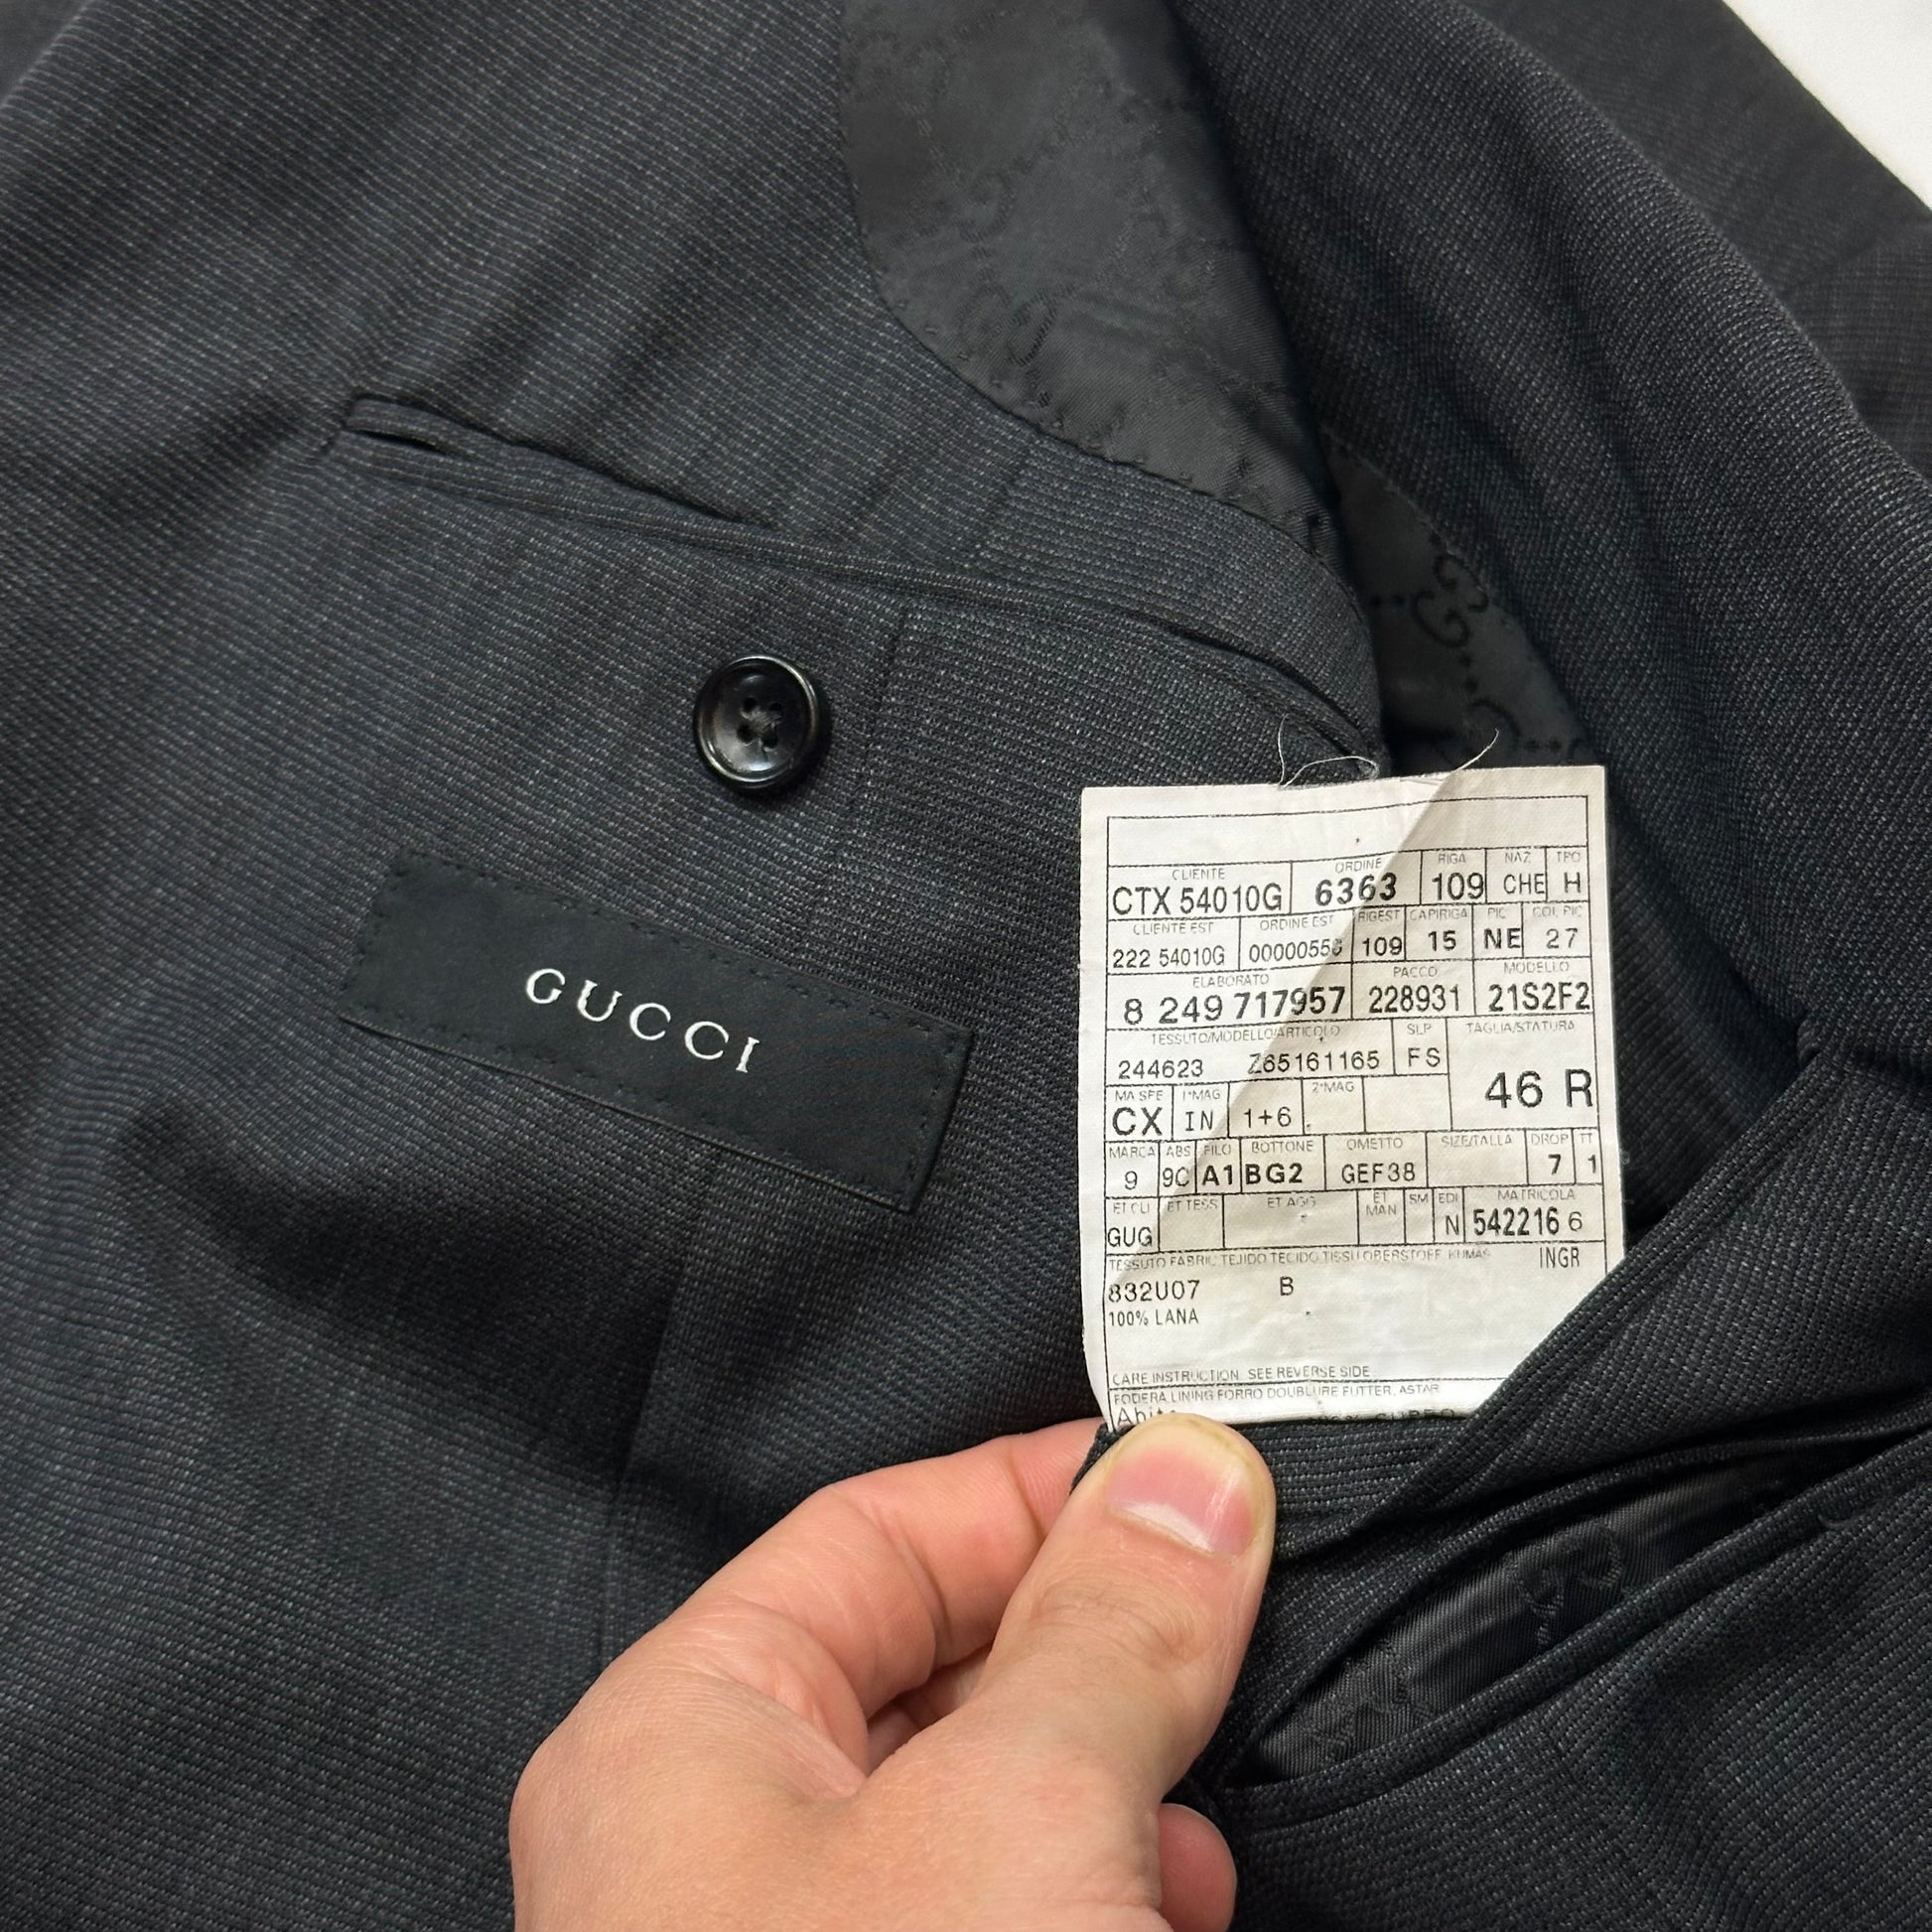 GUCCI
CLIENTE ORDINE RIGA NAZ TPO
CTX 54010G 6363 109 CHE H
CLIENTE EST ORDINE EST RIGEST CAPIRIGA PIC COL PIC
222 54010G 00000556 109 15 NE 27
ELABORATO PACCO MODELLO
8 249 717957 228931 21S2F2
TESSUTO/MODELLO/ARTICOLO SLP TAGLIA/STATURA
244623 Z65161165 FS 46 R
MA SFE 1°MAG 2°MAG
CX IN 1+6
MARCA ABS FILO BOTTONE OMETTO SIZE/TALLA DROP TT
9 9C A1 BG2 GEF38 7 1
ET CLI ET TESS ET AGG ET MAN SM EDI MATRICOLA
GUG N 542216 6
TESSUTO FABRIC TEJIDO TECIDO TISSU OBERSTOFF KUMAS INGR
832U07 B
100% LANA
CARE INSTRUCTION SEE REVERSE SIDE
FODERA LINING FORRO DOUBLURE FUTTER, ASTAR